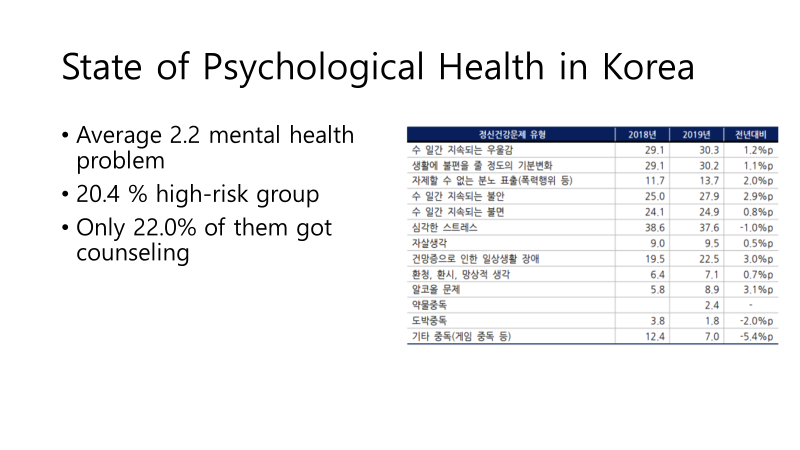 State of Psychological Health in Korea
• Average 2.2 mental health
problem
• 20.4 % high-risk group
• Only 22.0% of them got
counseling
정신건강문제 유형 2018년 2019년 전년대비
수 일간 지속되는 우울감 29.1 30.3 1.2%p
생활에 불편을 줄 정도의 기분변화 29.1 30.2 1.1%p
자제할 수 없는 분노 표출(폭력행위 등) 11.7 13.7 2.0%p
수 일간 지속되는 불안 25.0 27.9 2.9%p
수 일간 지속되는 불면 24.1 24.9 0.8%p
심각한 스트레스 38.6 37.6 -1.0%p
자살생각 9.0 9.5 0.5%p
건망증으로 인한 일상생활 장애 19.5 22.5 3.0%p
환청, 환시, 망상적 생각 6.4 7.1 0.7%p
알코올 문제 5.8 8.9 3.1%p
약물중독 2.4 -
도박중독 3.8 1.8 -2.0%p
기타 중독(게임 중독 등) 12.4 7.0 -5.4%p